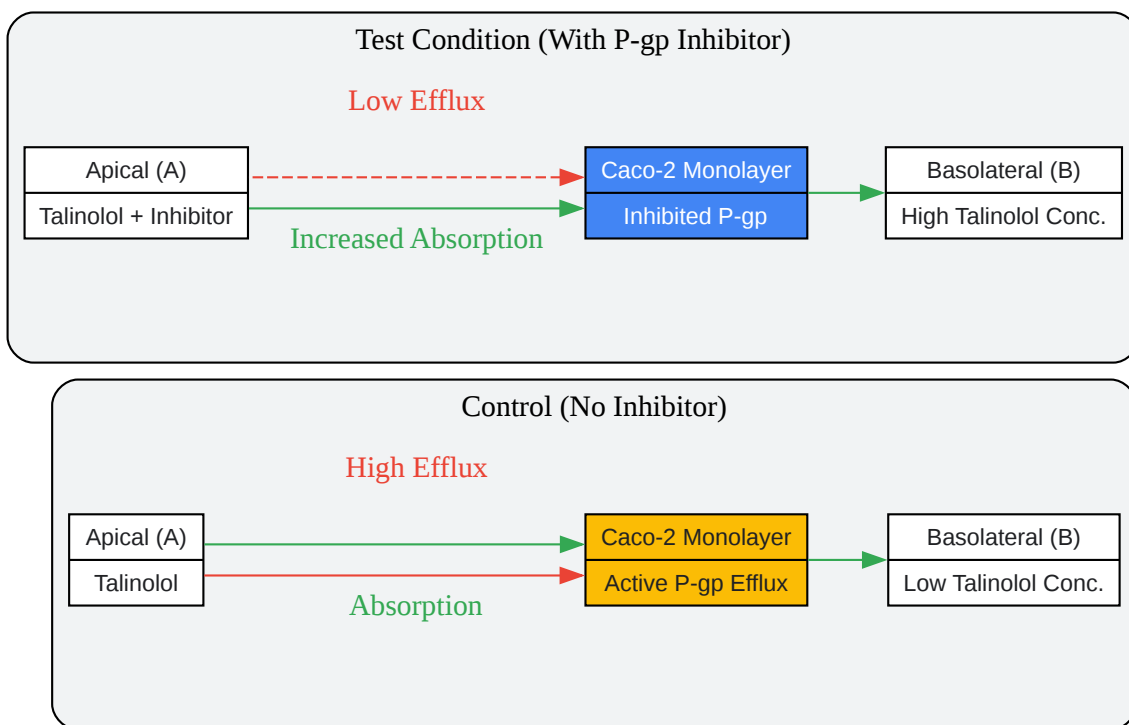 Test Condition (With P-gp Inhibitor)
Low Efflux
Apical (A)
Talinolol + Inhibitor
Increased Absorption
Caco-2 Monolayer
Inhibited P-gp
Basolateral (B)
High Talinolol Conc.
Control (No Inhibitor)
High Efflux
Apical (A)
Talinolol
Absorption
Caco-2 Monolayer
Active P-gp Efflux
Basolateral (B)
Low Talinolol Conc.